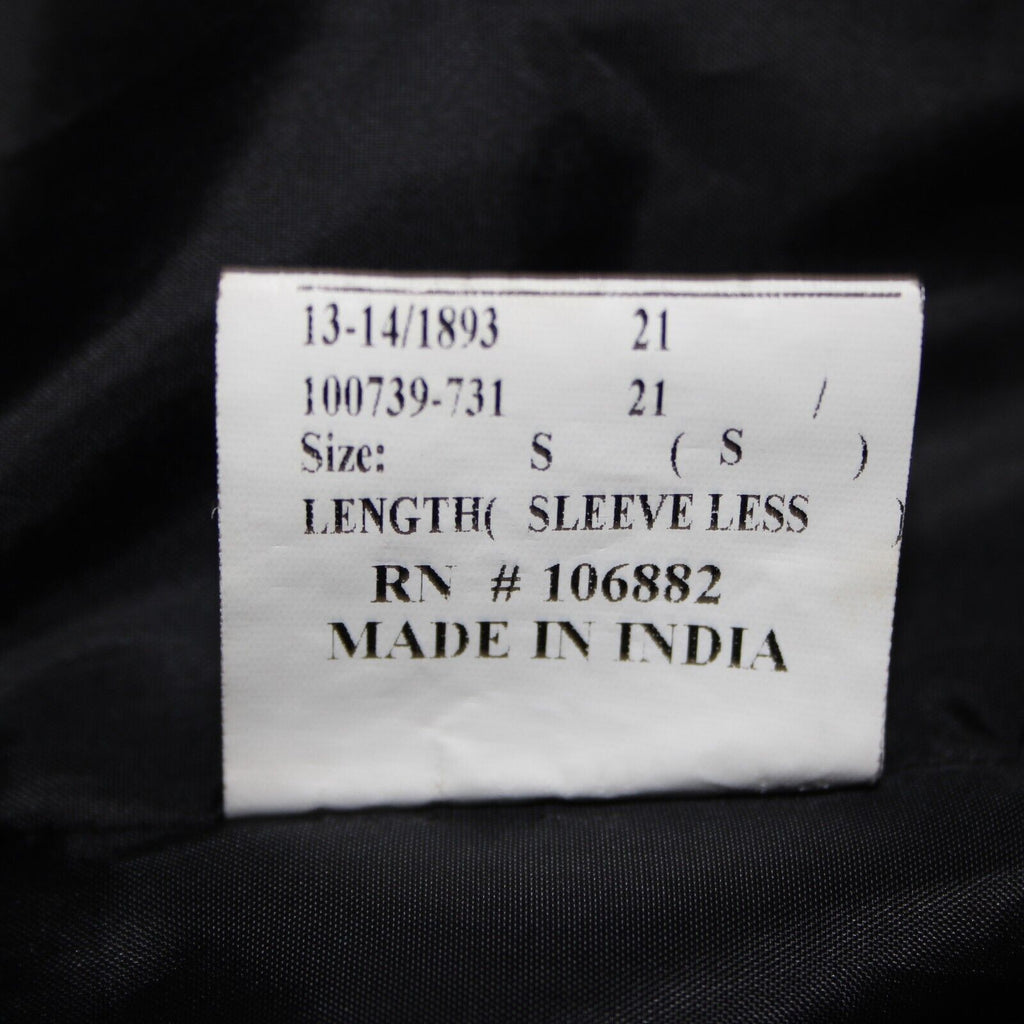 13-14/1893 21
100739-731 21 /
Size: S ( S )
LENGTH( SLEEVE LESS )
RN # 106882
MADE IN INDIA